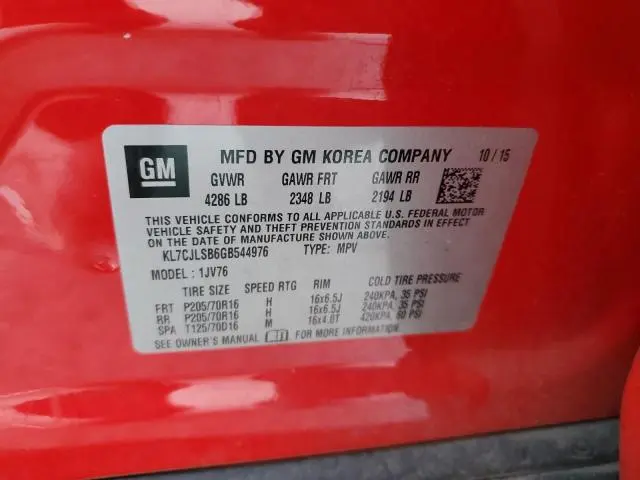 GM
MFD BY GM KOREA COMPANY 10/15
GVWR GAWR FRT GAWR RR
4286 LB 2348 LB 2194 LB
THIS VEHICLE CONFORMS TO ALL APPLICABLE U.S. FEDERAL MOTOR
VEHICLE SAFETY AND THEFT PREVENTION STANDARDS IN EFFECT
ON THE DATE OF MANUFACTURE SHOWN ABOVE.
KL7CJLSB6GB544976 TYPE: MPV
MODEL: 1JV76
TIRE SIZE SPEED RTG RIM COLD TIRE PRESSURE
FRT P205/70R16 H 16x6.5J 240KPA, 35 PSI
RR P205/70R16 H 16x6.5J 240KPA, 35 PSI
SPA T125/70D16 M 16x4.0T 420KPA, 60 PSI
SEE OWNER'S MANUAL FOR MORE INFORMATION